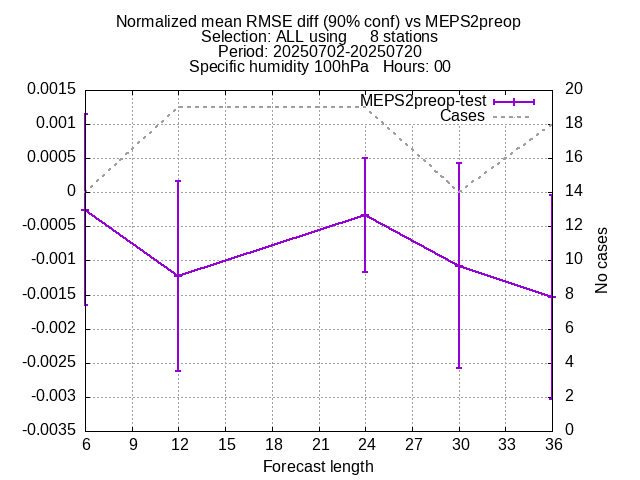 Normalized mean RMSE diff (90% conf) vs MEPS2preop
Selection: ALL using     8 stations
Period: 20250702-20250720
Specific humidity 100hPa   Hours: 00
MEPS2preop-test
Cases
0.0015
0.001
0.0005
0
-0.0005
-0.001
-0.0015
-0.002
-0.0025
-0.003
-0.0035
20
18
16
14
12
10
8
6
4
2
0
No cases
6 9 12 15 18 21 24 27 30 33 36
Forecast length